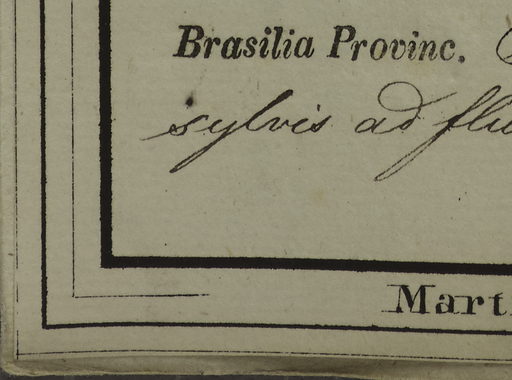 Brasilia Provinc.
sylvis ad flu
Mart